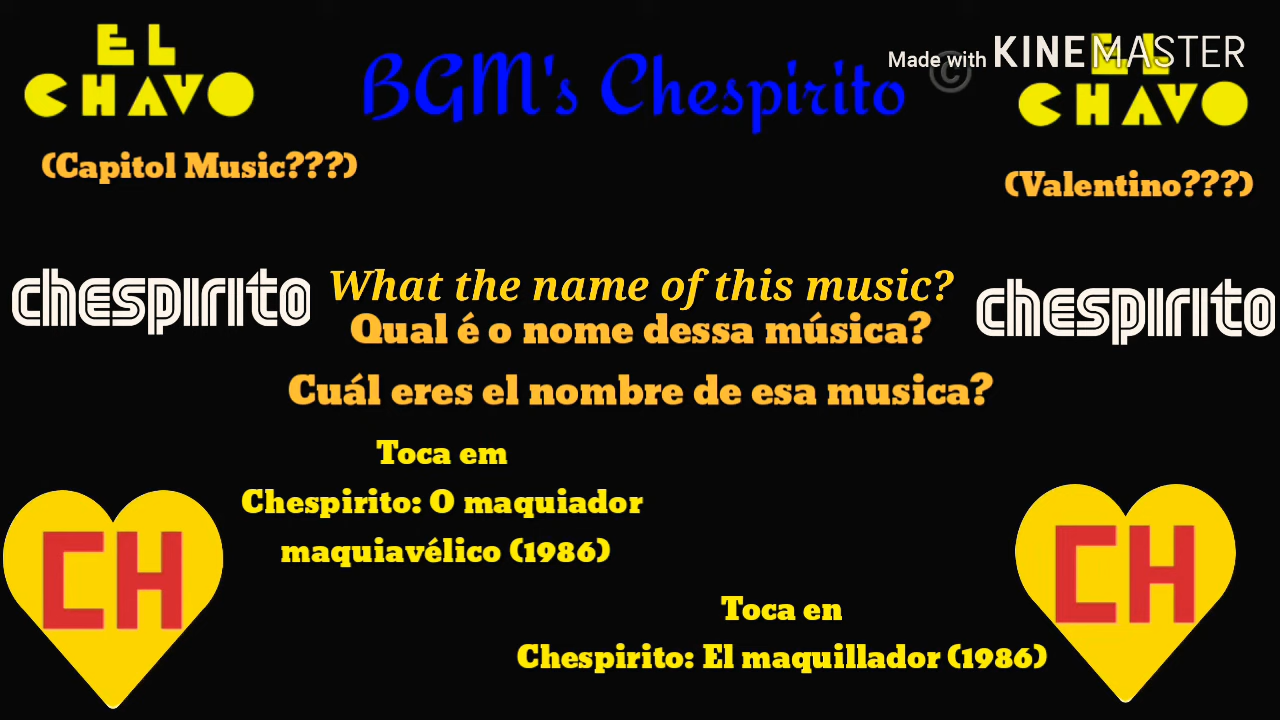 EL
CHAVO
BGM's Chespirito
©
Made with KINEMASTER
EL
CHAVO
(Capitol Music???)
(Valentino???)
chespirito
What the name of this music?
chespirito
Qual é o nome dessa música?
Cuál eres el nombre de esa musica?
Toca em
Chespirito: O maquiador
maquiavélico (1986)
CH
CH
Toca en
Chespirito: El maquillador (1986)